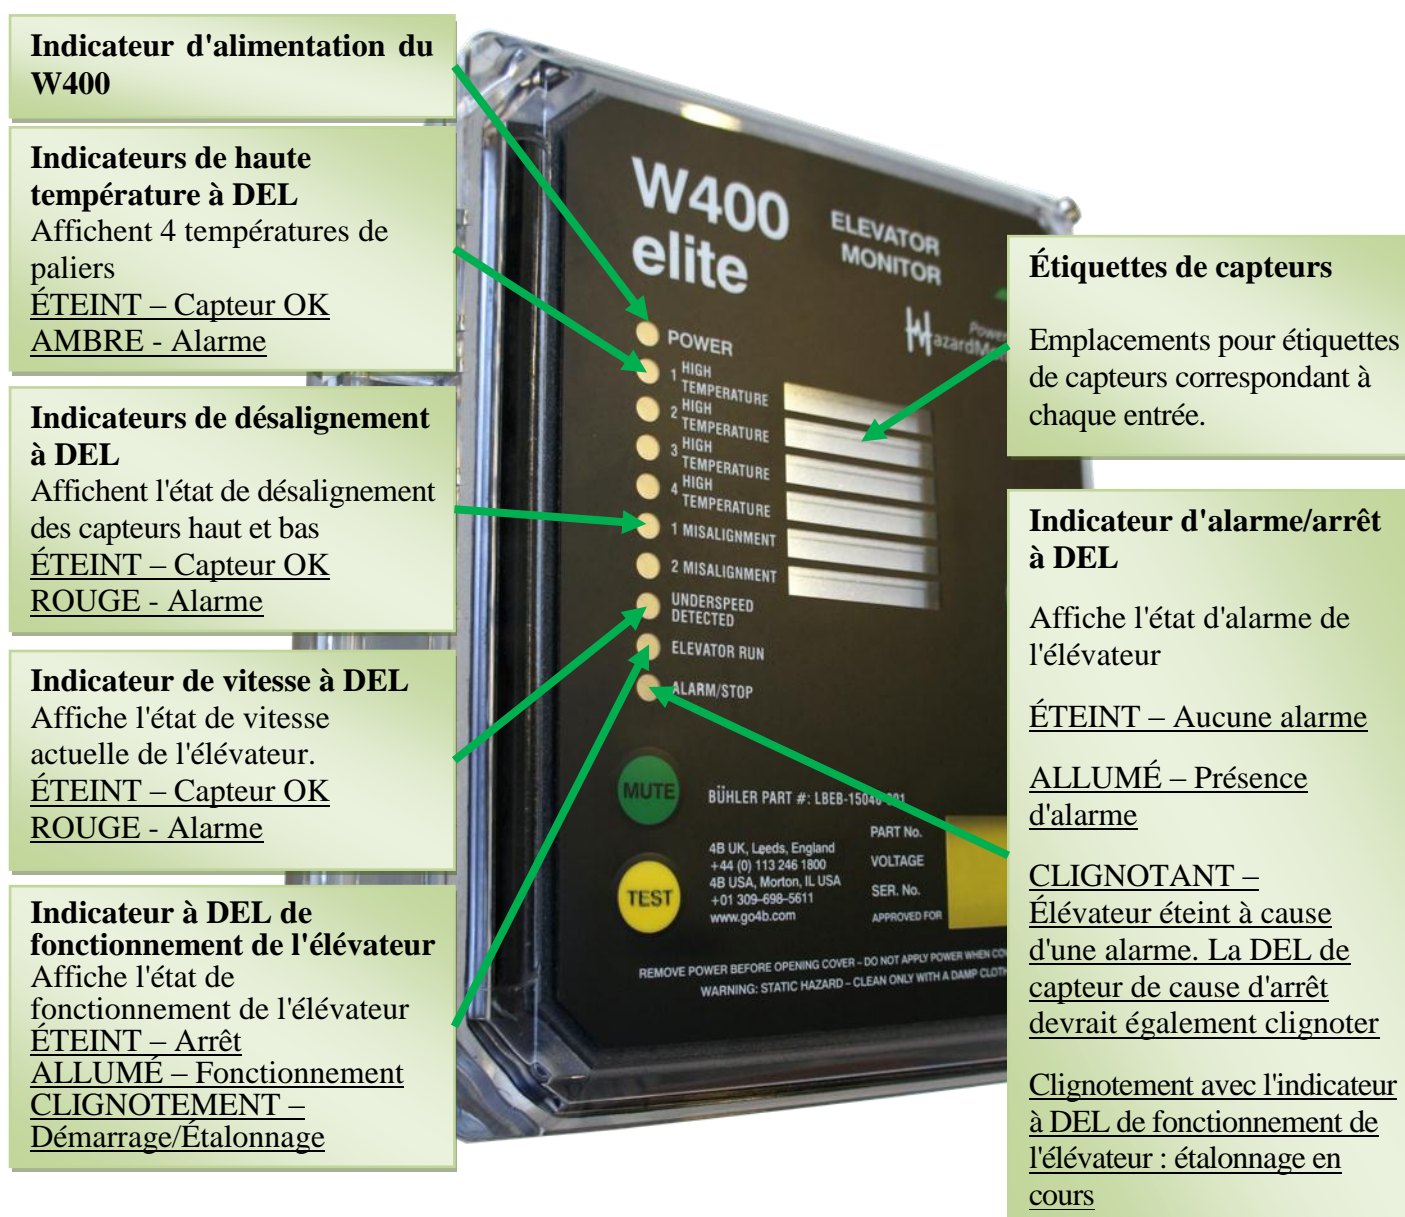 Indicateur d'alimentation du
W400
Indicateurs de haute
température à DEL
Affichent 4 températures de
paliers
ÉTEINT – Capteur OK
AMBRE - Alarme
Indicateurs de désalignement
à DEL
Affichent l'état de désalignement
des capteurs haut et bas
ÉTEINT – Capteur OK
ROUGE - Alarme
Indicateur de vitesse à DEL
Affiche l'état de vitesse
actuelle de l'élévateur.
ÉTEINT – Capteur OK
ROUGE - Alarme
Indicateur à DEL de
fonctionnement de l'élévateur
Affiche l'état de
fonctionnement de l'élévateur
ÉTEINT – Arrêt
ALLUMÉ – Fonctionnement
CLIGNOTEMENT –
Démarrage/Étalonnage
W400
elite
ELEVATOR
MONITOR
POWER
1 HIGH
TEMPERATURE
2 HIGH
TEMPERATURE
3 HIGH
TEMPERATURE
4 HIGH
TEMPERATURE
1 MISALIGNMENT
2 MISALIGNMENT
UNDERSPEED
DETECTED
ELEVATOR RUN
ALARM/STOP
MUTE
TEST
BÜHLER PART #: LBEB-15040
4B UK, Leeds, England
+44 (0) 113 246 1800
4B USA, Morton, IL USA
+01 309–698–5611
www.go4b.com
PART No.
VOLTAGE
SER. No.
APPROVED FOR
REMOVE POWER BEFORE OPENING COVER – DO NOT APPLY POWER WHEN
WARNING: STATIC HAZARD – CLEAN ONLY WITH A DAMP CLOTH
Étiquettes de capteurs
Emplacements pour étiquettes
de capteurs correspondant à
chaque entrée.
Indicateur d'alarme/arrêt
à DEL
Affiche l'état d'alarme de
l'élévateur
ÉTEINT – Aucune alarme
ALLUMÉ – Présence
d'alarme
CLIGNOTANT –
Élévateur éteint à cause
d'une alarme. La DEL de
capteur de cause d'arrêt
devrait également clignoter
Clignotement avec l'indicateur
à DEL de fonctionnement de
l'élévateur : étalonnage en
cours